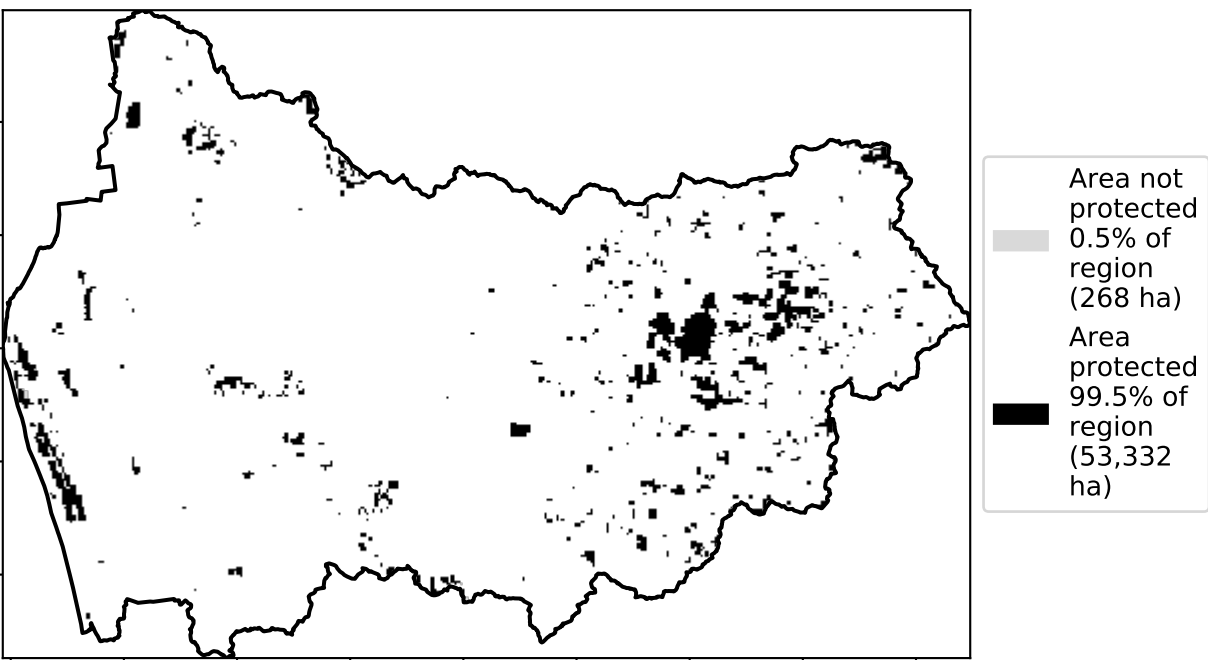 Area not
protected
0.5% of
region
(268 ha)
Area
protected
99.5% of
region
(53,332
ha)